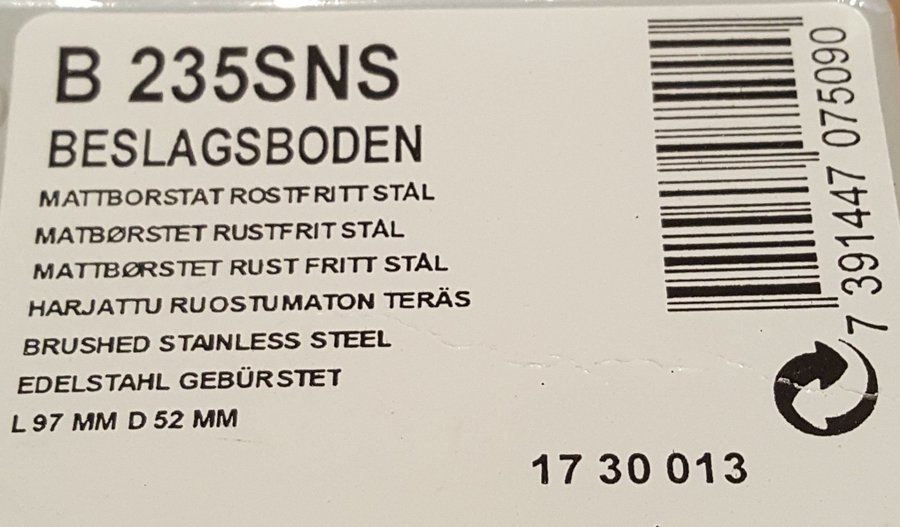 B 235SNS
BESLAGSBODEN
MATTBORSTAT ROSTFRITT STÅL
MATBØRSTET RUSTFRIT STÅL
MATTBØRSTET RUST FRITT STÅL
HARJATTU RUOSTUMATON TERÄS
BRUSHED STAINLESS STEEL
EDELSTAHL GEBÜRSTET
L 97 MM D 52 MM
17 30 013
7 391447 075090